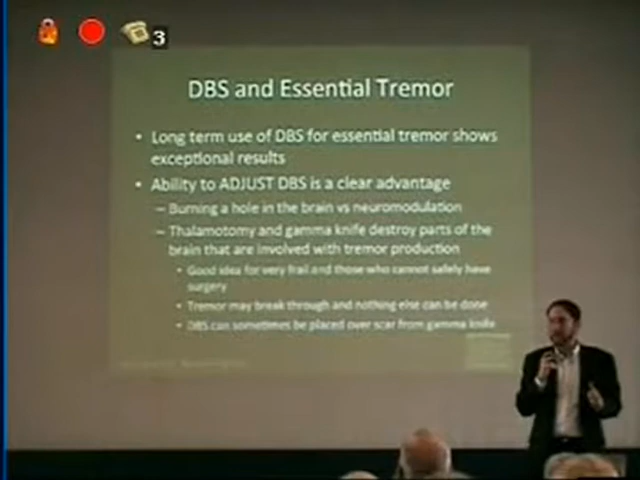 3
DBS and Essential Tremor
• Long term use of DBS for essential tremor shows
exceptional results
• Ability to ADJUST DBS is a clear advantage
– Burning a hole in the brain vs neuromodulation
– Thalamotomy and gamma knife destroy parts of the
brain that are involved with tremor production
• Good idea for very frail and those who cannot safely have
surgery
• Tremor may break through and nothing else can be done
• DBS can sometimes be placed over scar from gamma knife